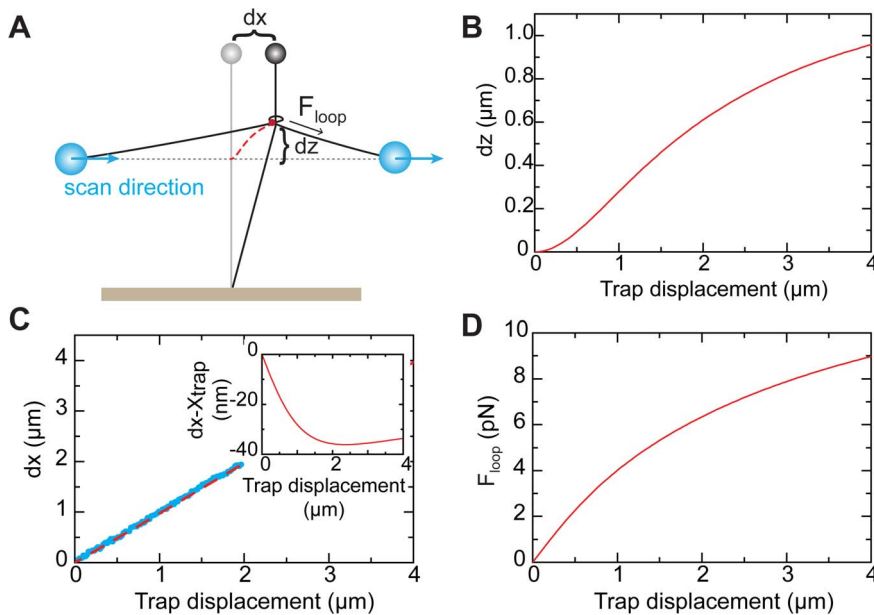 A
dx
F_loop
dz
scan direction
B
1.0
0.8
0.6
0.4
0.2
0
dz (µm)
0 1 2 3 4
Trap displacement (µm)
C
4
3
2
1
0
dx (µm)
0 1 2 3 4
Trap displacement (µm)
0
-20
-40
dx-X_trap
(nm)
0 2 4
Trap displacement
(µm)
D
10
8
6
4
2
0
F_loop (pN)
0 1 2 3 4
Trap displacement (µm)